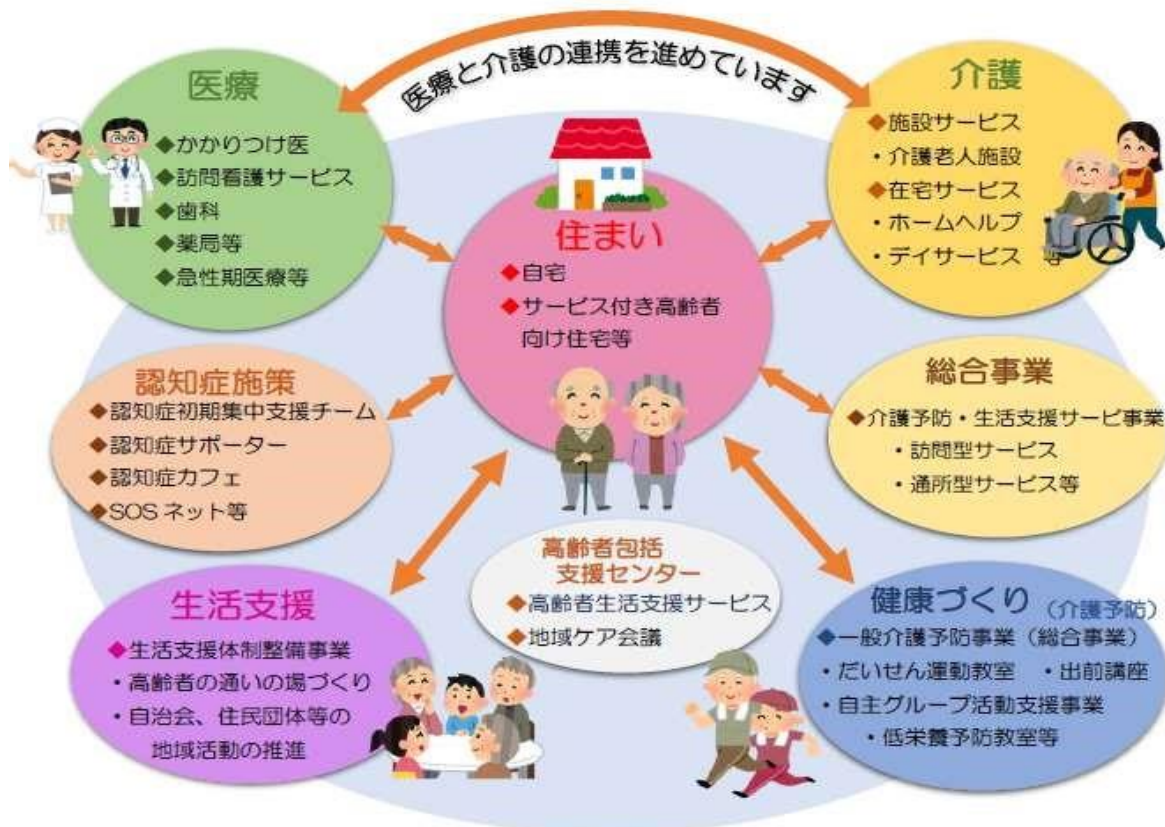 医療と介護の連携を進めています
医療
◆かかりつけ医
◆訪問看護サービス
◆歯科
◆薬局等
◆急性期医療等
介護
◆施設サービス
・介護老人施設
◆在宅サービス
・ホームヘルプ
・デイサービス 等
住まい
◆自宅
◆サービス付き高齢者
向け住宅等
認知症施策
◆認知症初期集中支援チーム
◆認知症サポーター
◆認知症カフェ
◆SOSネット等
総合事業
◆介護予防・生活支援サービ事業
・訪問型サービス
・通所型サービス等
高齢者包括
支援センター
◆高齢者生活支援サービス
◆地域ケア会議
生活支援
◆生活支援体制整備事業
・高齢者の通いの場づくり
・自治会、住民団体等の
地域活動の推進
健康づくり（介護予防）
◆一般介護予防事業（総合事業）
・だいせん運動教室 ・出前講座
・自主グループ活動支援事業
・低栄養予防教室等